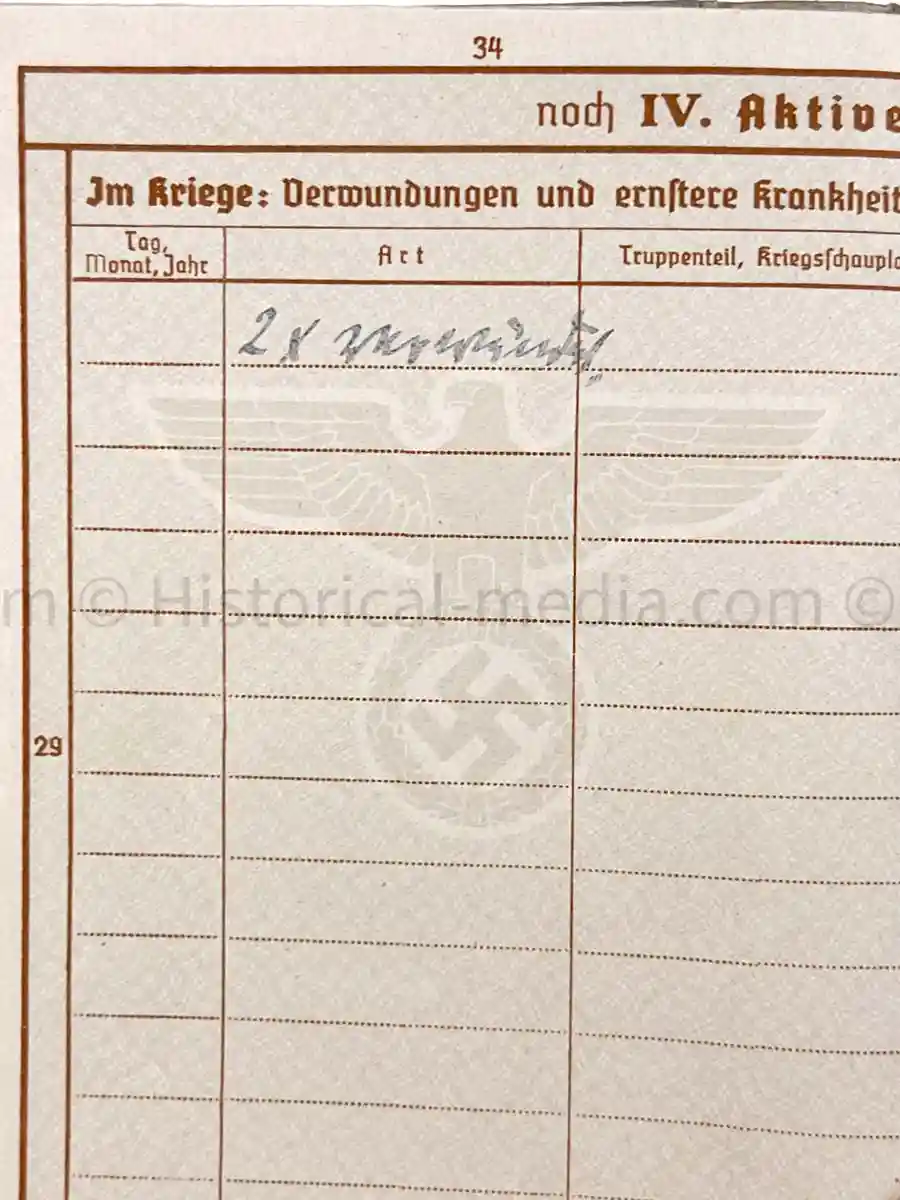 34
noch IV. Aktive
Im Kriege: Verwundungen und ernstere Krankheit
Tag,
Monat, Jahr
Art
Truppenteil, Kriegsschaupla
2 x verwundet
m © Historical-media.com ©
29